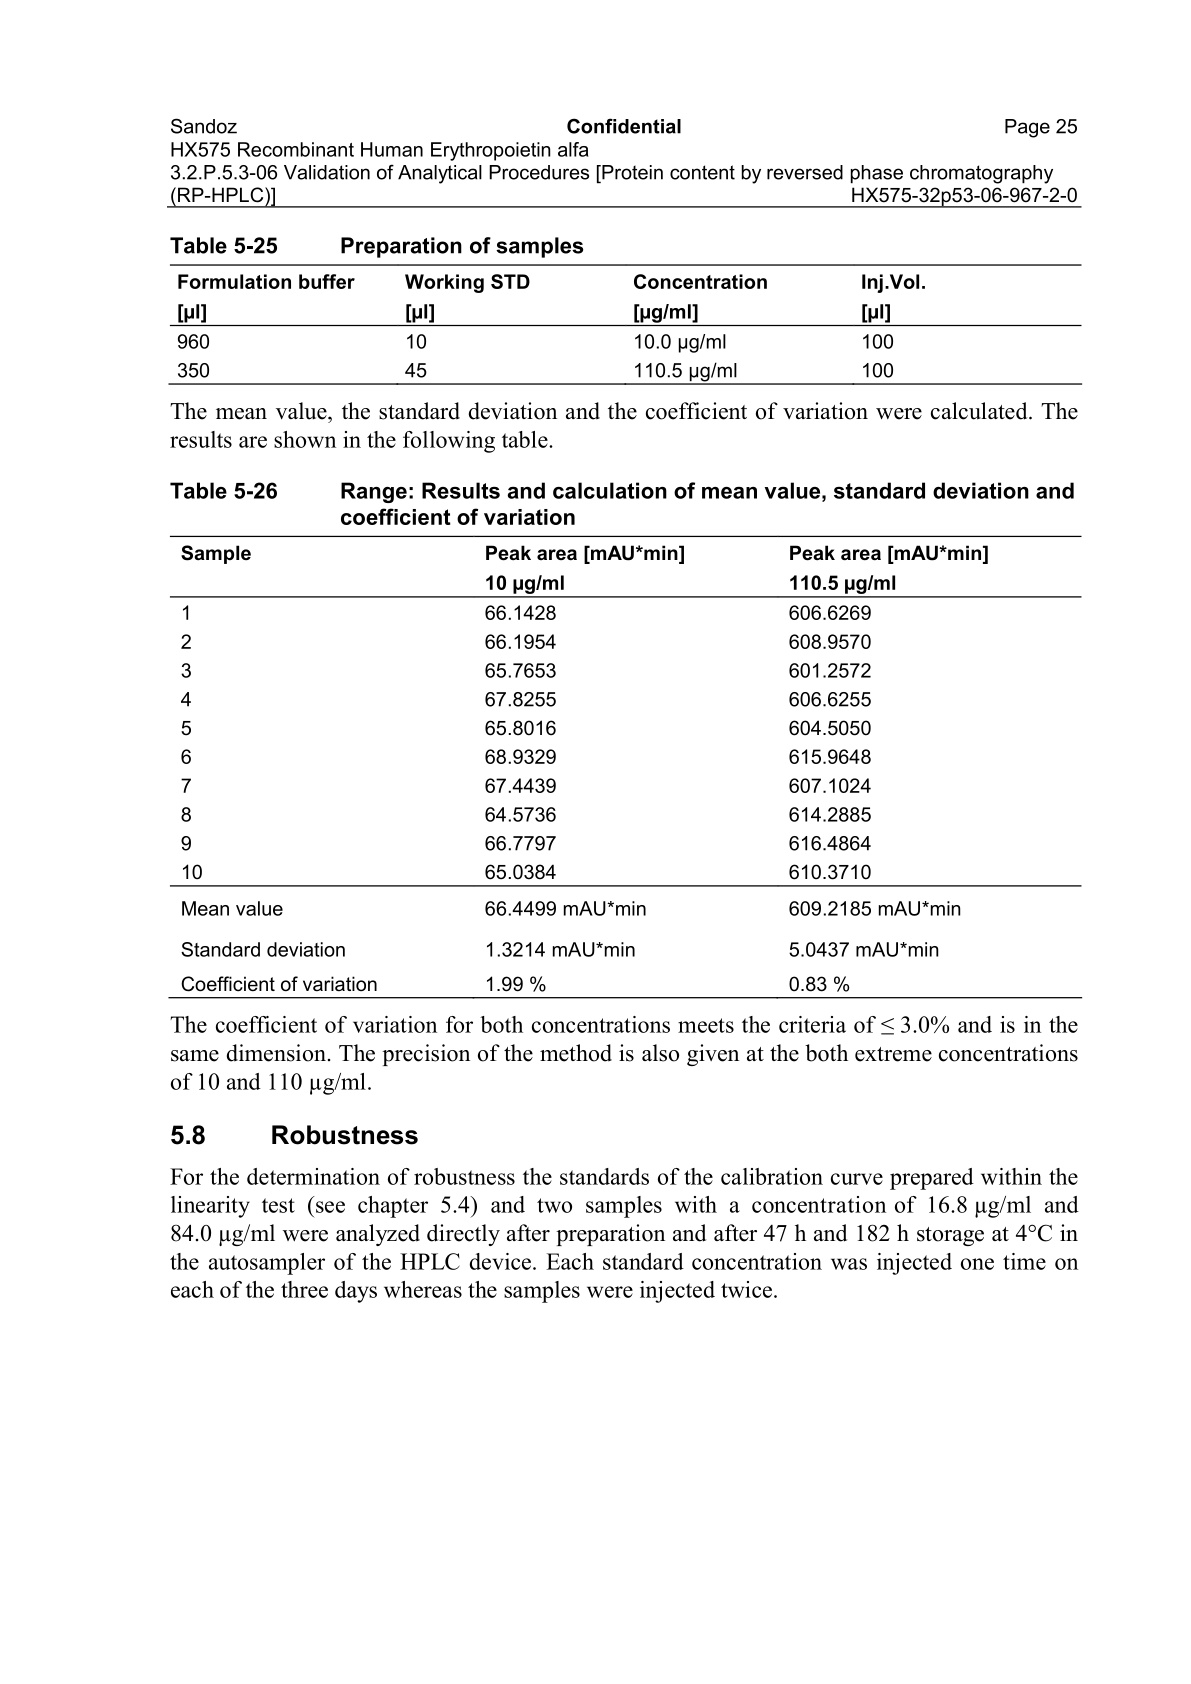 Sandoz Confidential Page 25
HX575 Recombinant Human Erythropoietin alfa
3.2.P.5.3-06 Validation of Analytical Procedures [Protein content by reversed phase chromatography
(RP-HPLC)] HX575-32p53-06-967-2-0
Table 5-25 Preparation of samples
Formulation buffer Working STD Concentration Inj.Vol.
[µl] [µl] [µg/ml] [µl]
960 10 10.0 µg/ml 100
350 45 110.5 µg/ml 100
The mean value, the standard deviation and the coefficient of variation were calculated. The
results are shown in the following table.
Table 5-26 Range: Results and calculation of mean value, standard deviation and
coefficient of variation
Sample Peak area [mAU*min] Peak area [mAU*min]
10 µg/ml 110.5 µg/ml
1 66.1428 606.6269
2 66.1954 608.9570
3 65.7653 601.2572
4 67.8255 606.6255
5 65.8016 604.5050
6 68.9329 615.9648
7 67.4439 607.1024
8 64.5736 614.2885
9 66.7797 616.4864
10 65.0384 610.3710
Mean value 66.4499 mAU*min 609.2185 mAU*min
Standard deviation 1.3214 mAU*min 5.0437 mAU*min
Coefficient of variation 1.99 % 0.83 %
The coefficient of variation for both concentrations meets the criteria of ≤ 3.0% and is in the
same dimension. The precision of the method is also given at the both extreme concentrations
of 10 and 110 µg/ml.
5.8 Robustness
For the determination of robustness the standards of the calibration curve prepared within the
linearity test (see chapter 5.4) and two samples with a concentration of 16.8 µg/ml and
84.0 µg/ml were analyzed directly after preparation and after 47 h and 182 h storage at 4°C in
the autosampler of the HPLC device. Each standard concentration was injected one time on
each of the three days whereas the samples were injected twice.